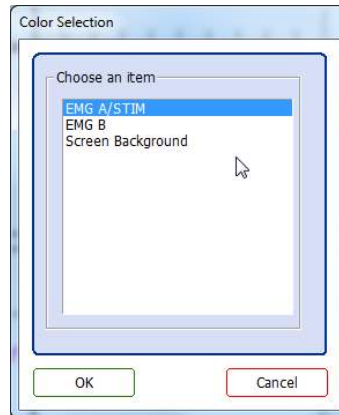 Color Selection
Choose an item
EMG A/STIM
EMG B
Screen Background
OK
Cancel